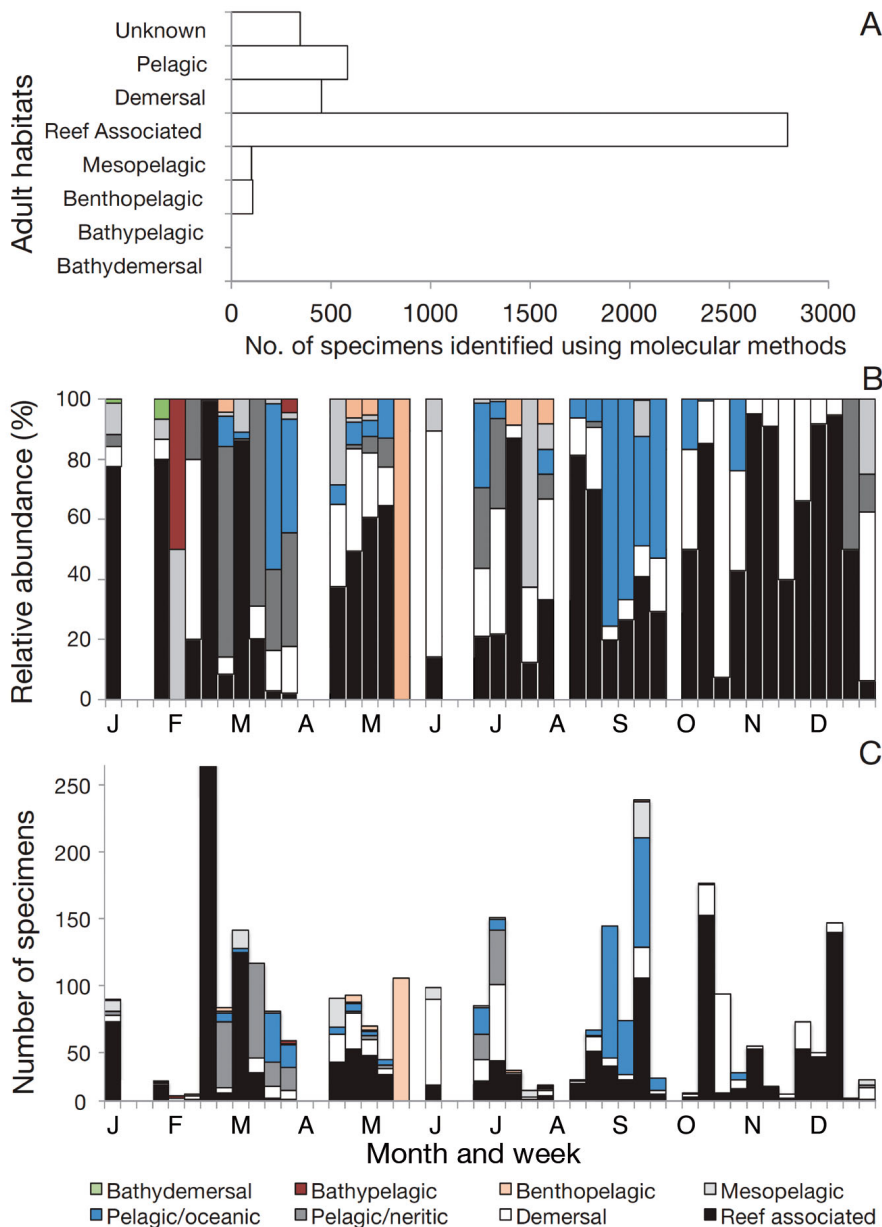 A
Adult habitats
Unknown
Pelagic
Demersal
Reef Associated
Mesopelagic
Benthopelagic
Bathypelagic
Bathydemersal
0 500 1000 1500 2000 2500 3000
No. of specimens identified using molecular methods
B
Relative abundance (%)
100
80
60
40
20
0
J F M A M J J A S O N D
C
Number of specimens
250
200
150
100
50
0
J F M A M J J A S O N D
Month and week
Bathydemersal Bathypelagic Benthopelagic Mesopelagic
Pelagic/oceanic Pelagic/neritic Demersal Reef associated